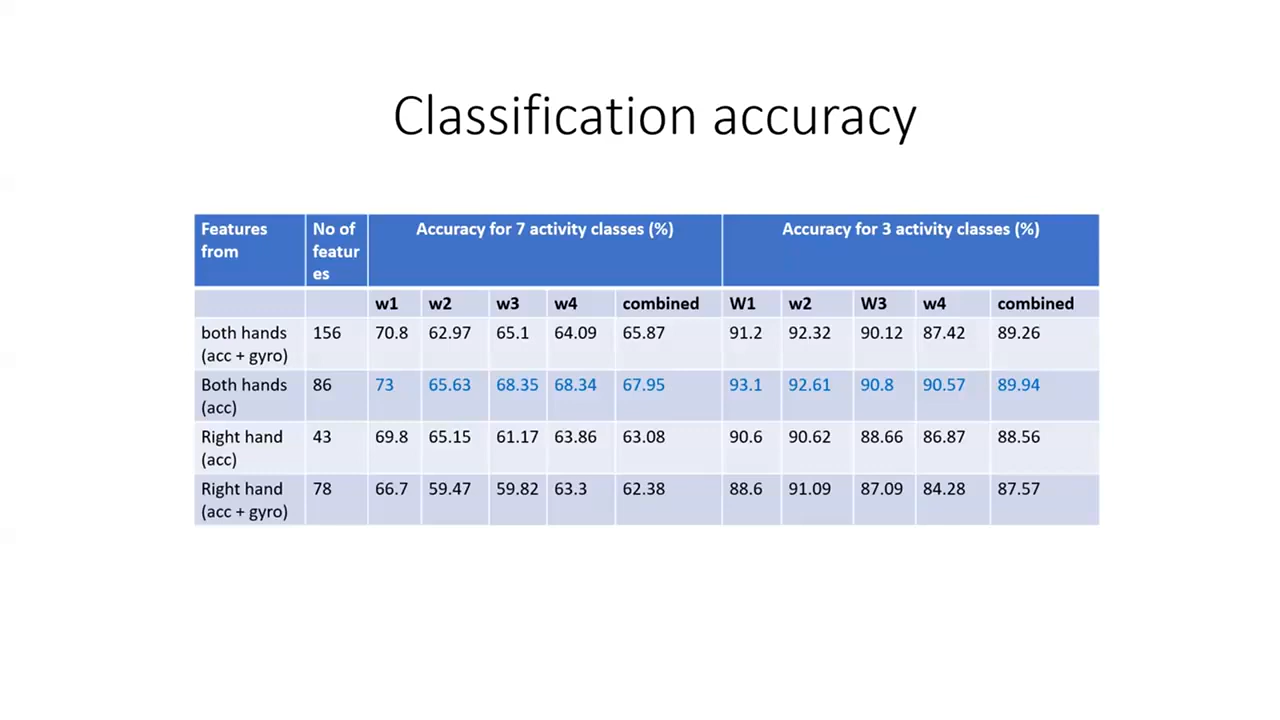 Classification accuracy
Features from No of featur es Accuracy for 7 activity classes (%) Accuracy for 3 activity classes (%)
w1 w2 w3 w4 combined W1 w2 W3 w4 combined
both hands (acc + gyro) 156 70.8 62.97 65.1 64.09 65.87 91.2 92.32 90.12 87.42 89.26
Both hands (acc) 86 73 65.63 68.35 68.34 67.95 93.1 92.61 90.8 90.57 89.94
Right hand (acc) 43 69.8 65.15 61.17 63.86 63.08 90.6 90.62 88.66 86.87 88.56
Right hand (acc + gyro) 78 66.7 59.47 59.82 63.3 62.38 88.6 91.09 87.09 84.28 87.57